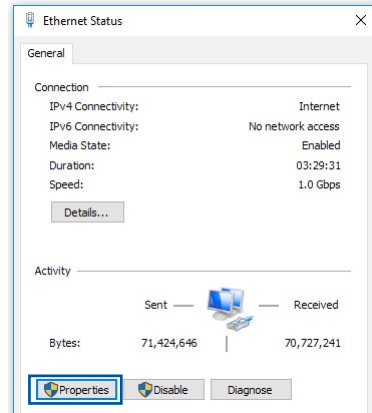 Ethernet Status
General
Connection
IPv4 Connectivity: Internet
IPv6 Connectivity: No network access
Media State: Enabled
Duration: 03:29:31
Speed: 1.0 Gbps
Details...
Activity
Sent — — Received
Bytes: 71,424,646 | 70,727,241
Properties Disable Diagnose